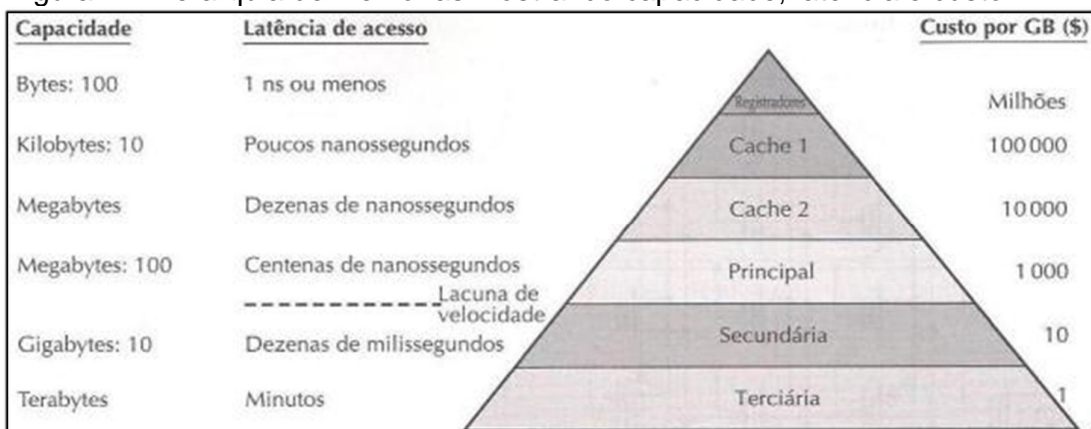 Capacidade Latência de acesso Custo por GB ($)
Bytes: 100 1 ns ou menos Registradores Milhões
Kilobytes: 10 Poucos nanossegundos Cache 1 100 000
Megabytes Dezenas de nanossegundos Cache 2 10 000
Megabytes: 100 Centenas de nanossegundos Principal 1 000
Lacuna de
velocidade
Gigabytes: 10 Dezenas de milissegundos Secundária 10
Terabytes Minutos Terciária 1